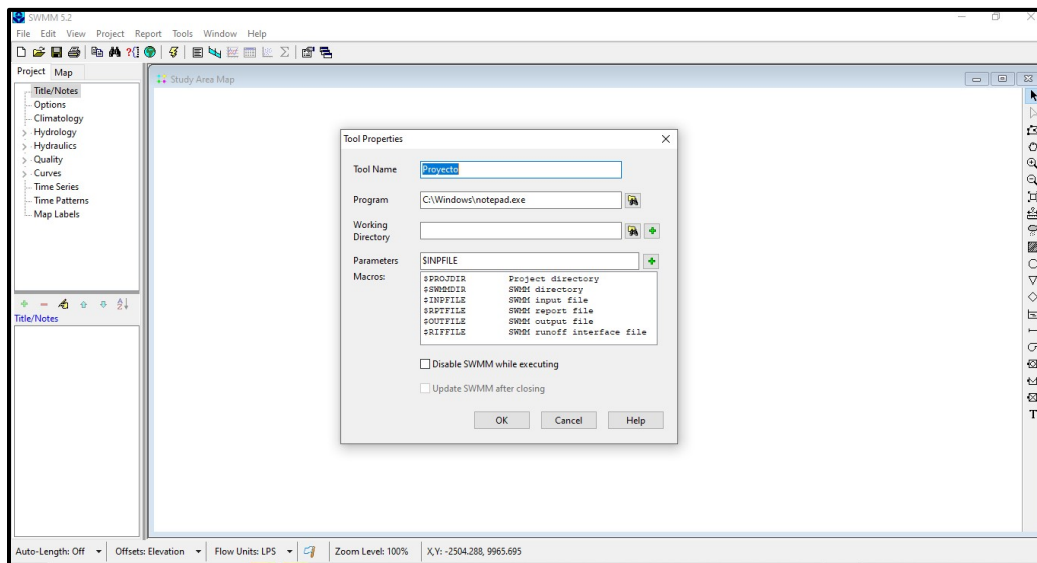 SWMM 5.2
File Edit View Project Report Tools Window Help
Project Map
Study Area Map
Title/Notes
Options
Climatology
Hydrology
Hydraulics
Quality
Curves
Time Series
Time Patterns
Map Labels
Title/Notes
Tool Properties
Tool Name Proyecto
Program C:\Windows\notepad.exe
Working
Directory
Parameters $INPFILE
Macros:
$PROJDIR Project directory
$SWMMDIR SWMM directory
$INPFILE SWMM input file
$RPTFILE SWMM report file
$OUTFILE SWMM output file
$RIFFILE SWMM runoff interface file
Disable SWMM while executing
Update SWMM after closing
OK Cancel Help
T
Auto-Length: Off Offsets: Elevation Flow Units: LPS Zoom Level: 100% X,Y: -2504.288, 9965.695